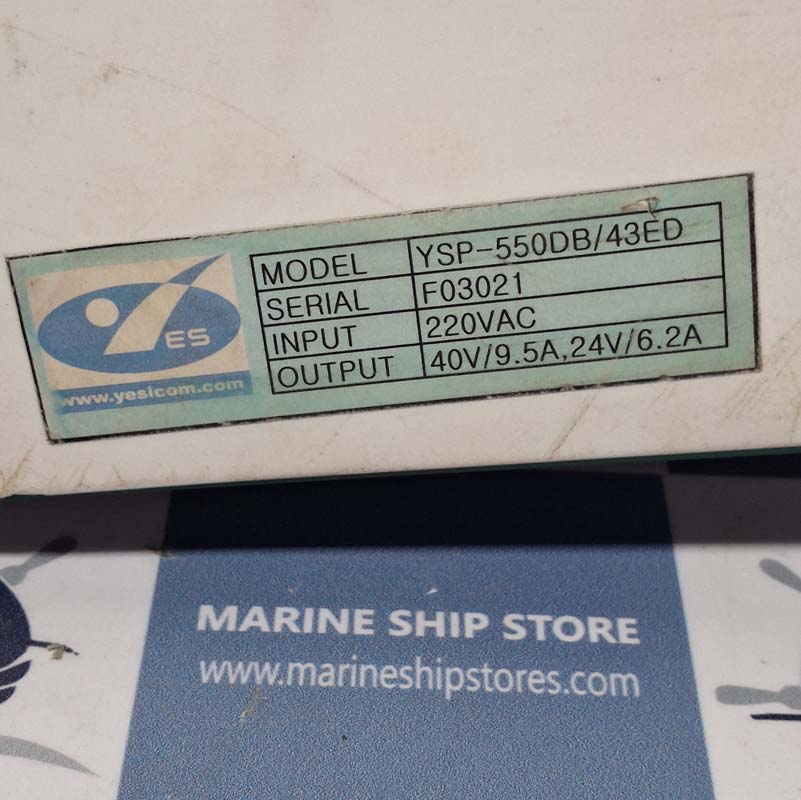 YES
www.yesicom.com
MODEL YSP-550DB/43ED
SERIAL F03021
INPUT 220VAC
OUTPUT 40V/9.5A,24V/6.2A
MARINE SHIP STORE
www.marineshipstores.com